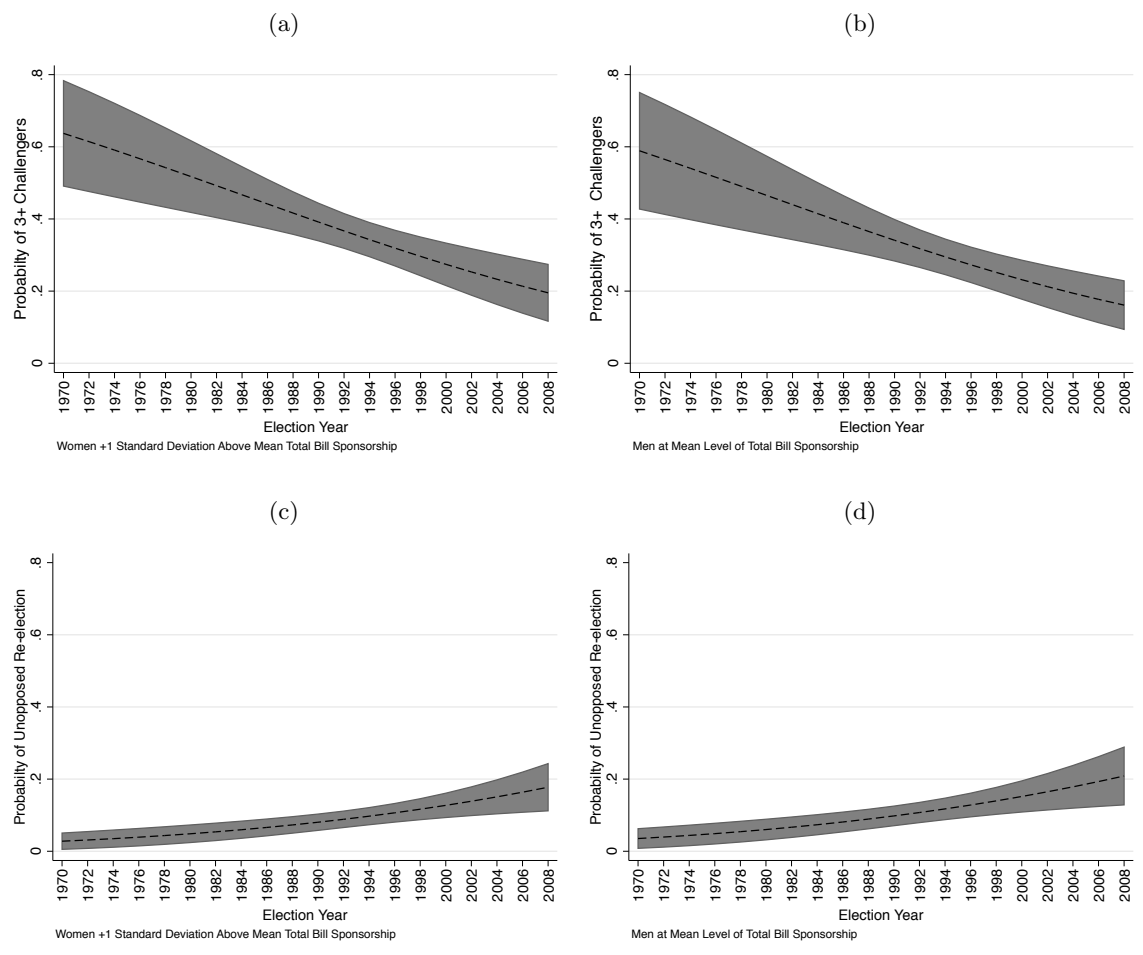 (a)
Probabilty of 3+ Challengers
.8
.6
.4
.2
0
1970 1972 1974 1976 1978 1980 1982 1984 1986 1988 1990 1992 1994 1996 1998 2000 2002 2004 2006 2008
Election Year
Women +1 Standard Deviation Above Mean Total Bill Sponsorship
(b)
Probabilty of 3+ Challengers
.8
.6
.4
.2
0
1970 1972 1974 1976 1978 1980 1982 1984 1986 1988 1990 1992 1994 1996 1998 2000 2002 2004 2006 2008
Election Year
Men at Mean Level of Total Bill Sponsorship
(c)
Probabilty of Unopposed Re-election
.8
.6
.4
.2
0
1970 1972 1974 1976 1978 1980 1982 1984 1986 1988 1990 1992 1994 1996 1998 2000 2002 2004 2006 2008
Election Year
Women +1 Standard Deviation Above Mean Total Bill Sponsorship
(d)
Probabilty of Unopposed Re-election
.8
.6
.4
.2
0
1970 1972 1974 1976 1978 1980 1982 1984 1986 1988 1990 1992 1994 1996 1998 2000 2002 2004 2006 2008
Election Year
Men at Mean Level of Total Bill Sponsorship